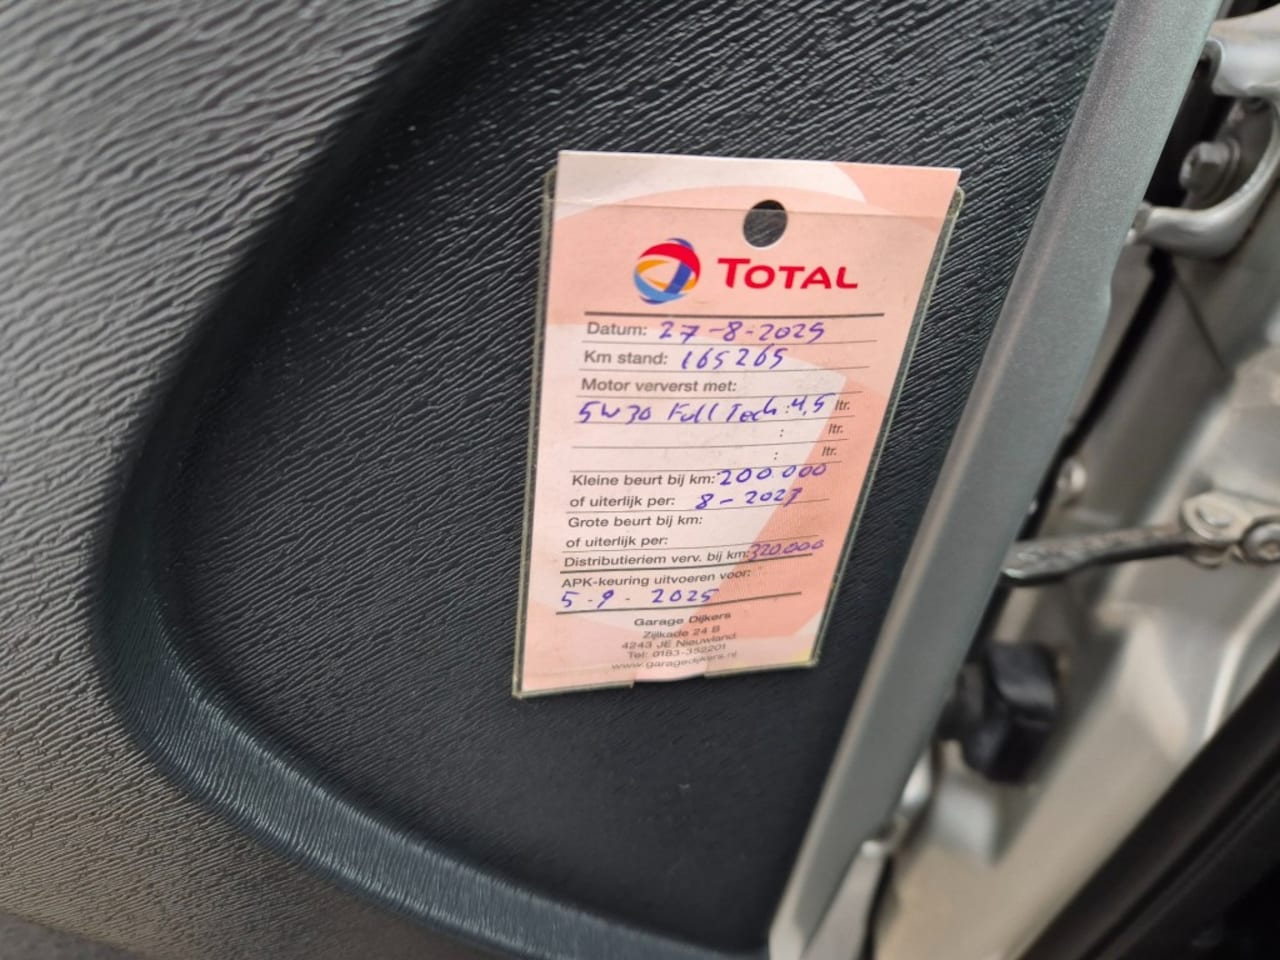 TOTAL
Datum: 27-8-2025
Km stand: 165265
Motor ververst met:
5W30 Full Tech : 4,5 ltr.
: ltr.
: ltr.
Kleine beurt bij km: 200.000
of uiterlijk per: 8-2027
Grote beurt bij km:
of uiterlijk per:
Distributieriem verv. bij km: 320.000
APK-keuring uitvoeren voor:
5-9-2025
Garage Dijkers
Zijlkade 24 B
4243 JE Nieuwland
Tel: 0183-352201
www.garagedijkers.nl